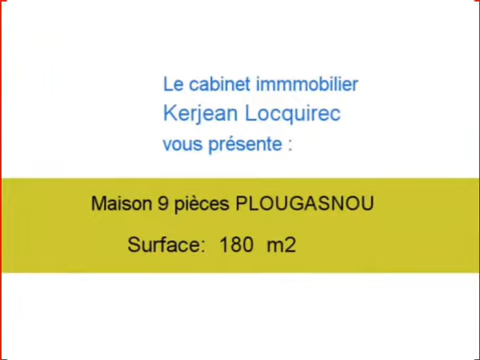 Le cabinet immmobilier
Kerjean Locquirec
vous présente :
Maison 9 pièces PLOUGASNOU
Surface: 180 m2